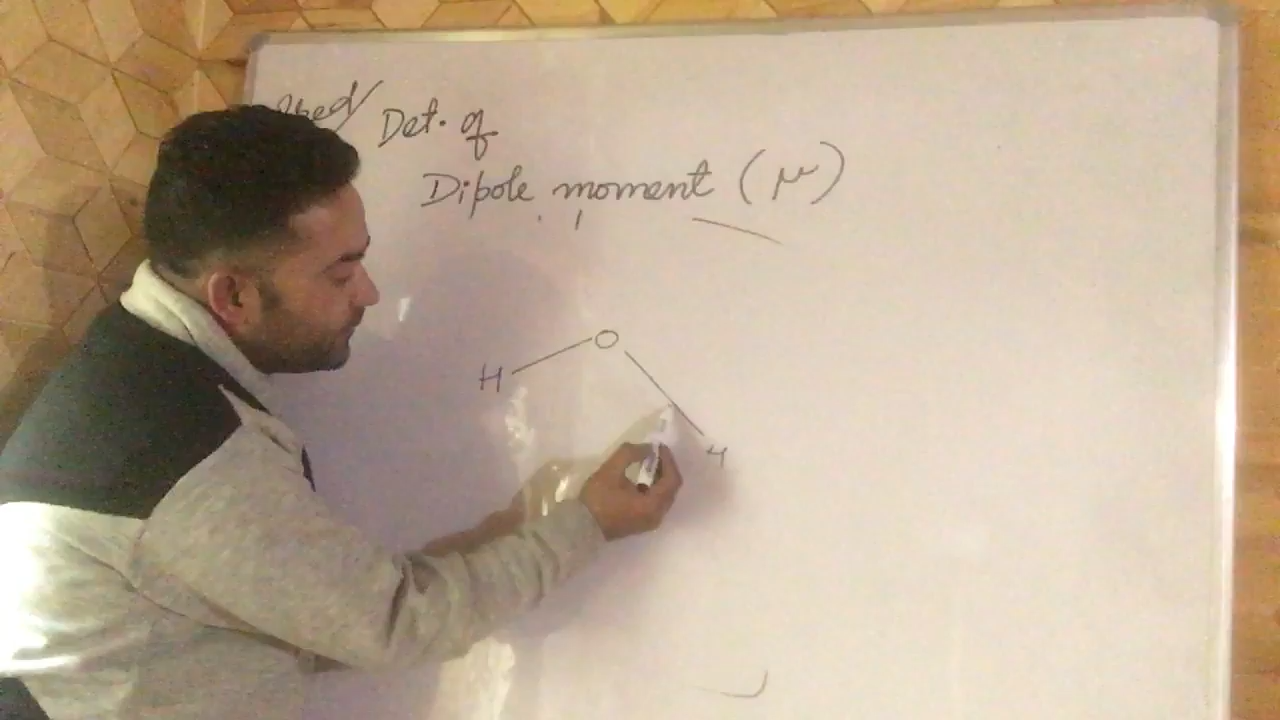 Det. of
Dipole moment (μ)
O
H
H